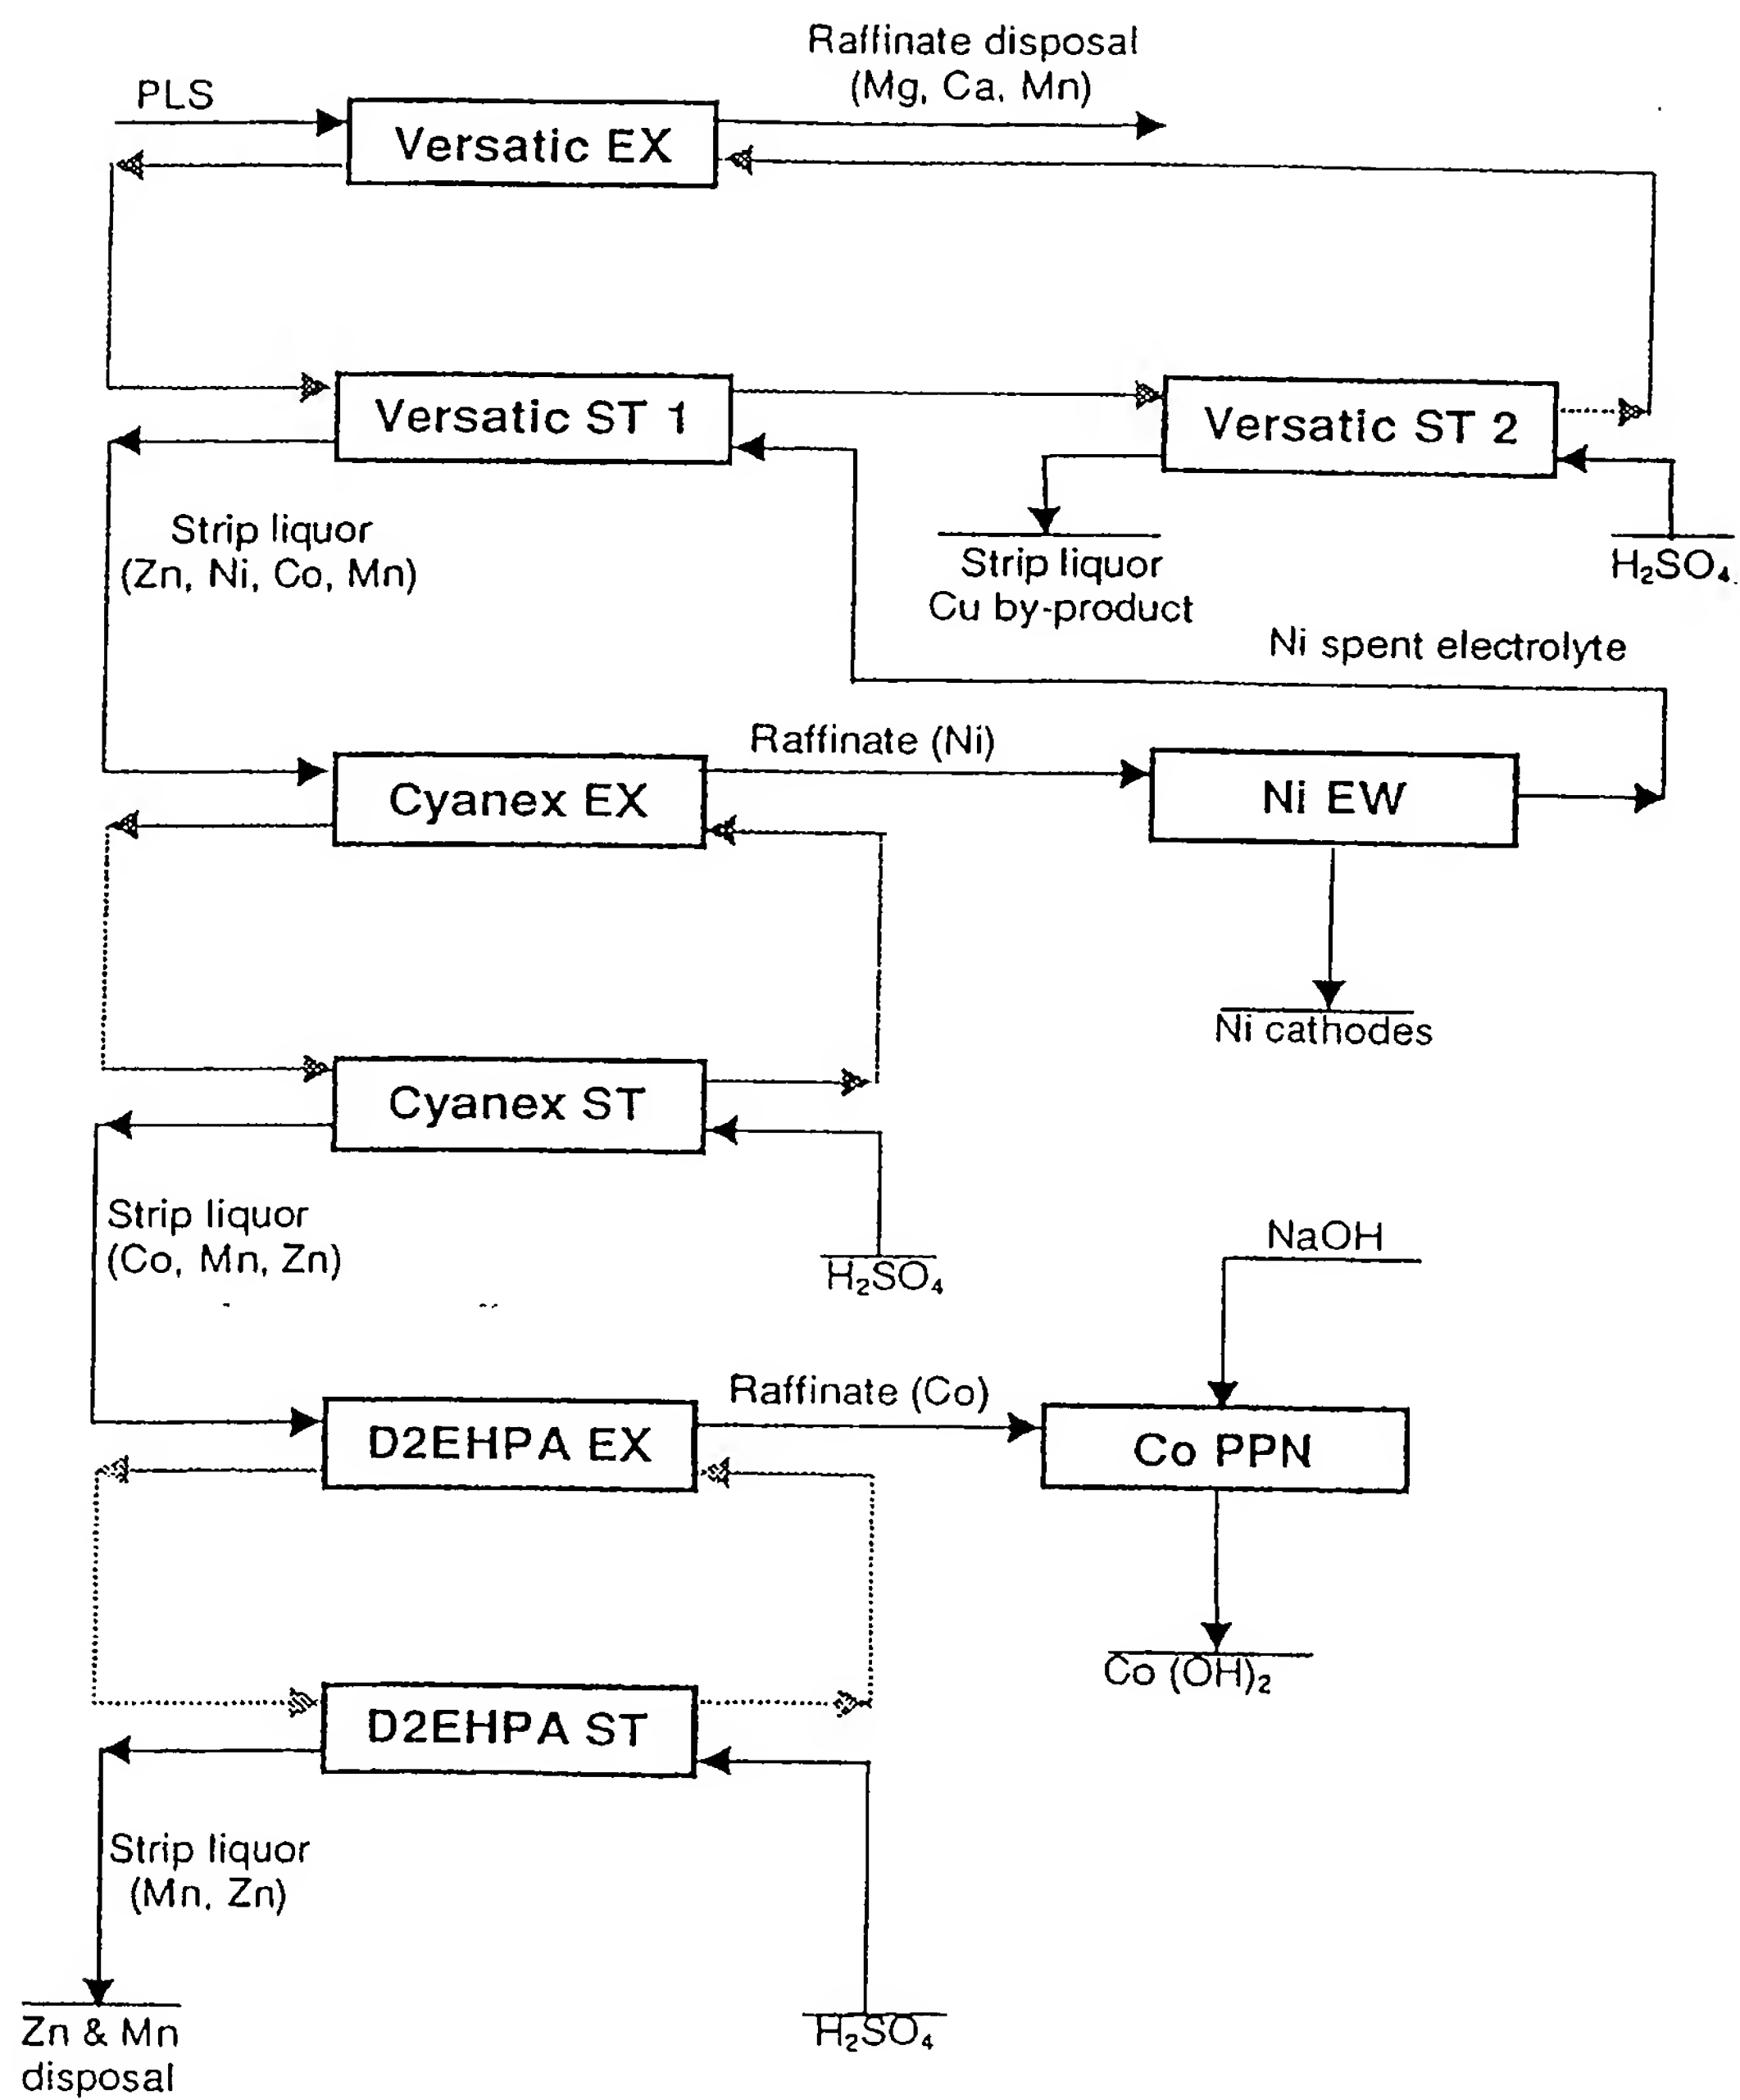 Raffinate disposal
(Mg, Ca, Mn)
PLS
Versatic EX
Versatic ST 1
Versatic ST 2
Strip liquor
(Zn, Ni, Co, Mn)
Strip liquor
Cu by-product
H₂SO₄
Ni spent electrolyte
Raffinate (Ni)
Cyanex EX
Ni EW
Ni cathodes
Cyanex ST
Strip liquor
(Co, Mn, Zn)
H₂SO₄
NaOH
Raffinate (Co)
D2EHPA EX
Co PPN
Co (OH)₂
D2EHPA ST
Strip liquor
(Mn, Zn)
Zn & Mn
disposal
H₂SO₄